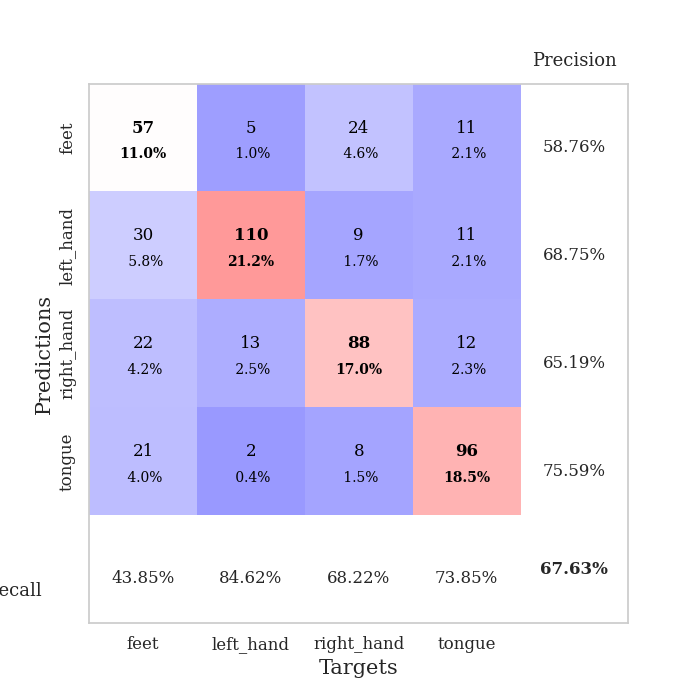 Precision
feet 57 5 24 11 58.76%
11.0% 1.0% 4.6% 2.1%
left_hand 30 110 9 11 68.75%
5.8% 21.2% 1.7% 2.1%
right_hand 22 13 88 12 65.19%
4.2% 2.5% 17.0% 2.3%
tongue 21 2 8 96 75.59%
4.0% 0.4% 1.5% 18.5%
Predictions
ecall 43.85% 84.62% 68.22% 73.85% 67.63%
feet left_hand right_hand tongue
Targets